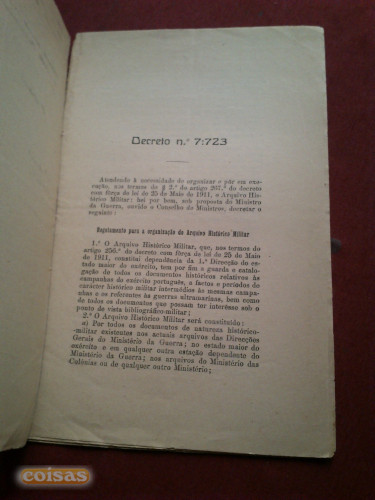 Decreto n.º 7:723
Atendendo à necessidade de organizar e pôr em exe-
cução, nos termos do § 2.º do artigo 261.º do decreto
com fôrça de lei de 25 de Maio de 1911, o Arquivo His-
tórico Militar: hei por bem, sob proposta do Ministro
da Guerra, ouvido o Conselho de Ministros, decretar o
seguinte:
Regulamento para a organização do Arquivo Histórico Militar
1.º O Arquivo Histórico Militar, que, nos termos do
artigo 256.º do decreto com fôrça de lei de 25 de Maio
de 1911, constitui dependência da 1.ª Direcção do es-
tado maior do exército, tem por fim a guarda e catalo-
gação de todos os documentos históricos relativos às
campanhas do exército português, a factos e períodos de
carácter histórico militar intermédios às mesmas campa-
nhas e os referentes às guerras ultramarinas, bem como
de todos os documentos que possam ter interêsse sob o
ponto de vista bibliográfico-militar;
2.º O Arquivo Histórico Militar será constituído:
a) Por todos os documentos de natureza histórico-
-militar existentes nos actuais arquivos das Direcções
Gerais do Ministério da Guerra; no estado maior do
exército e em qualquer outra estação dependente do
Ministério da Guerra; nos arquivos do Ministério das
Colónias ou de qualquer outro Ministério;
coisas